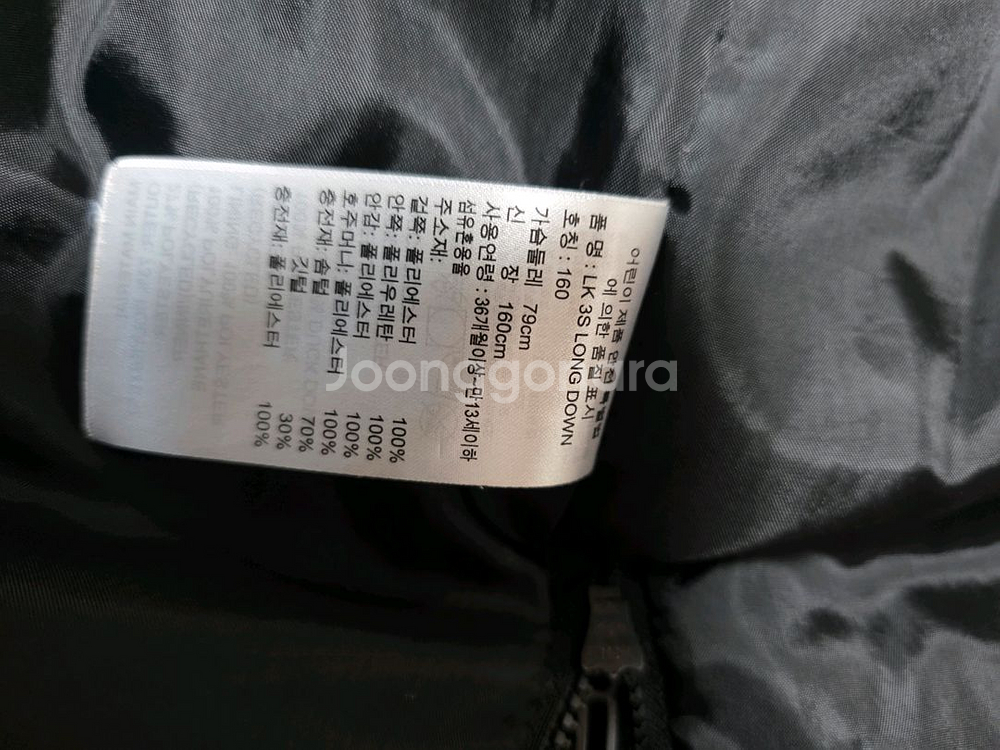 어린이 제품 안전 특별법
에 의한 품질 표시
품 명 : LK 3S LONG DOWN
호칭 : 160
가슴둘레 79cm
신 장 160cm
사용연령 : 36개월이상~만13세이하
섬유혼용율
주소재:
겉쪽: 폴리에스터 100%
안쪽: 폴리우레탄 100%
안감: 폴리에스터 100%
호주머니: 폴리에스터 100%
충전재: 솜털 70%
깃털 30%
충전재: 폴리에스터 100%
Joonggonara